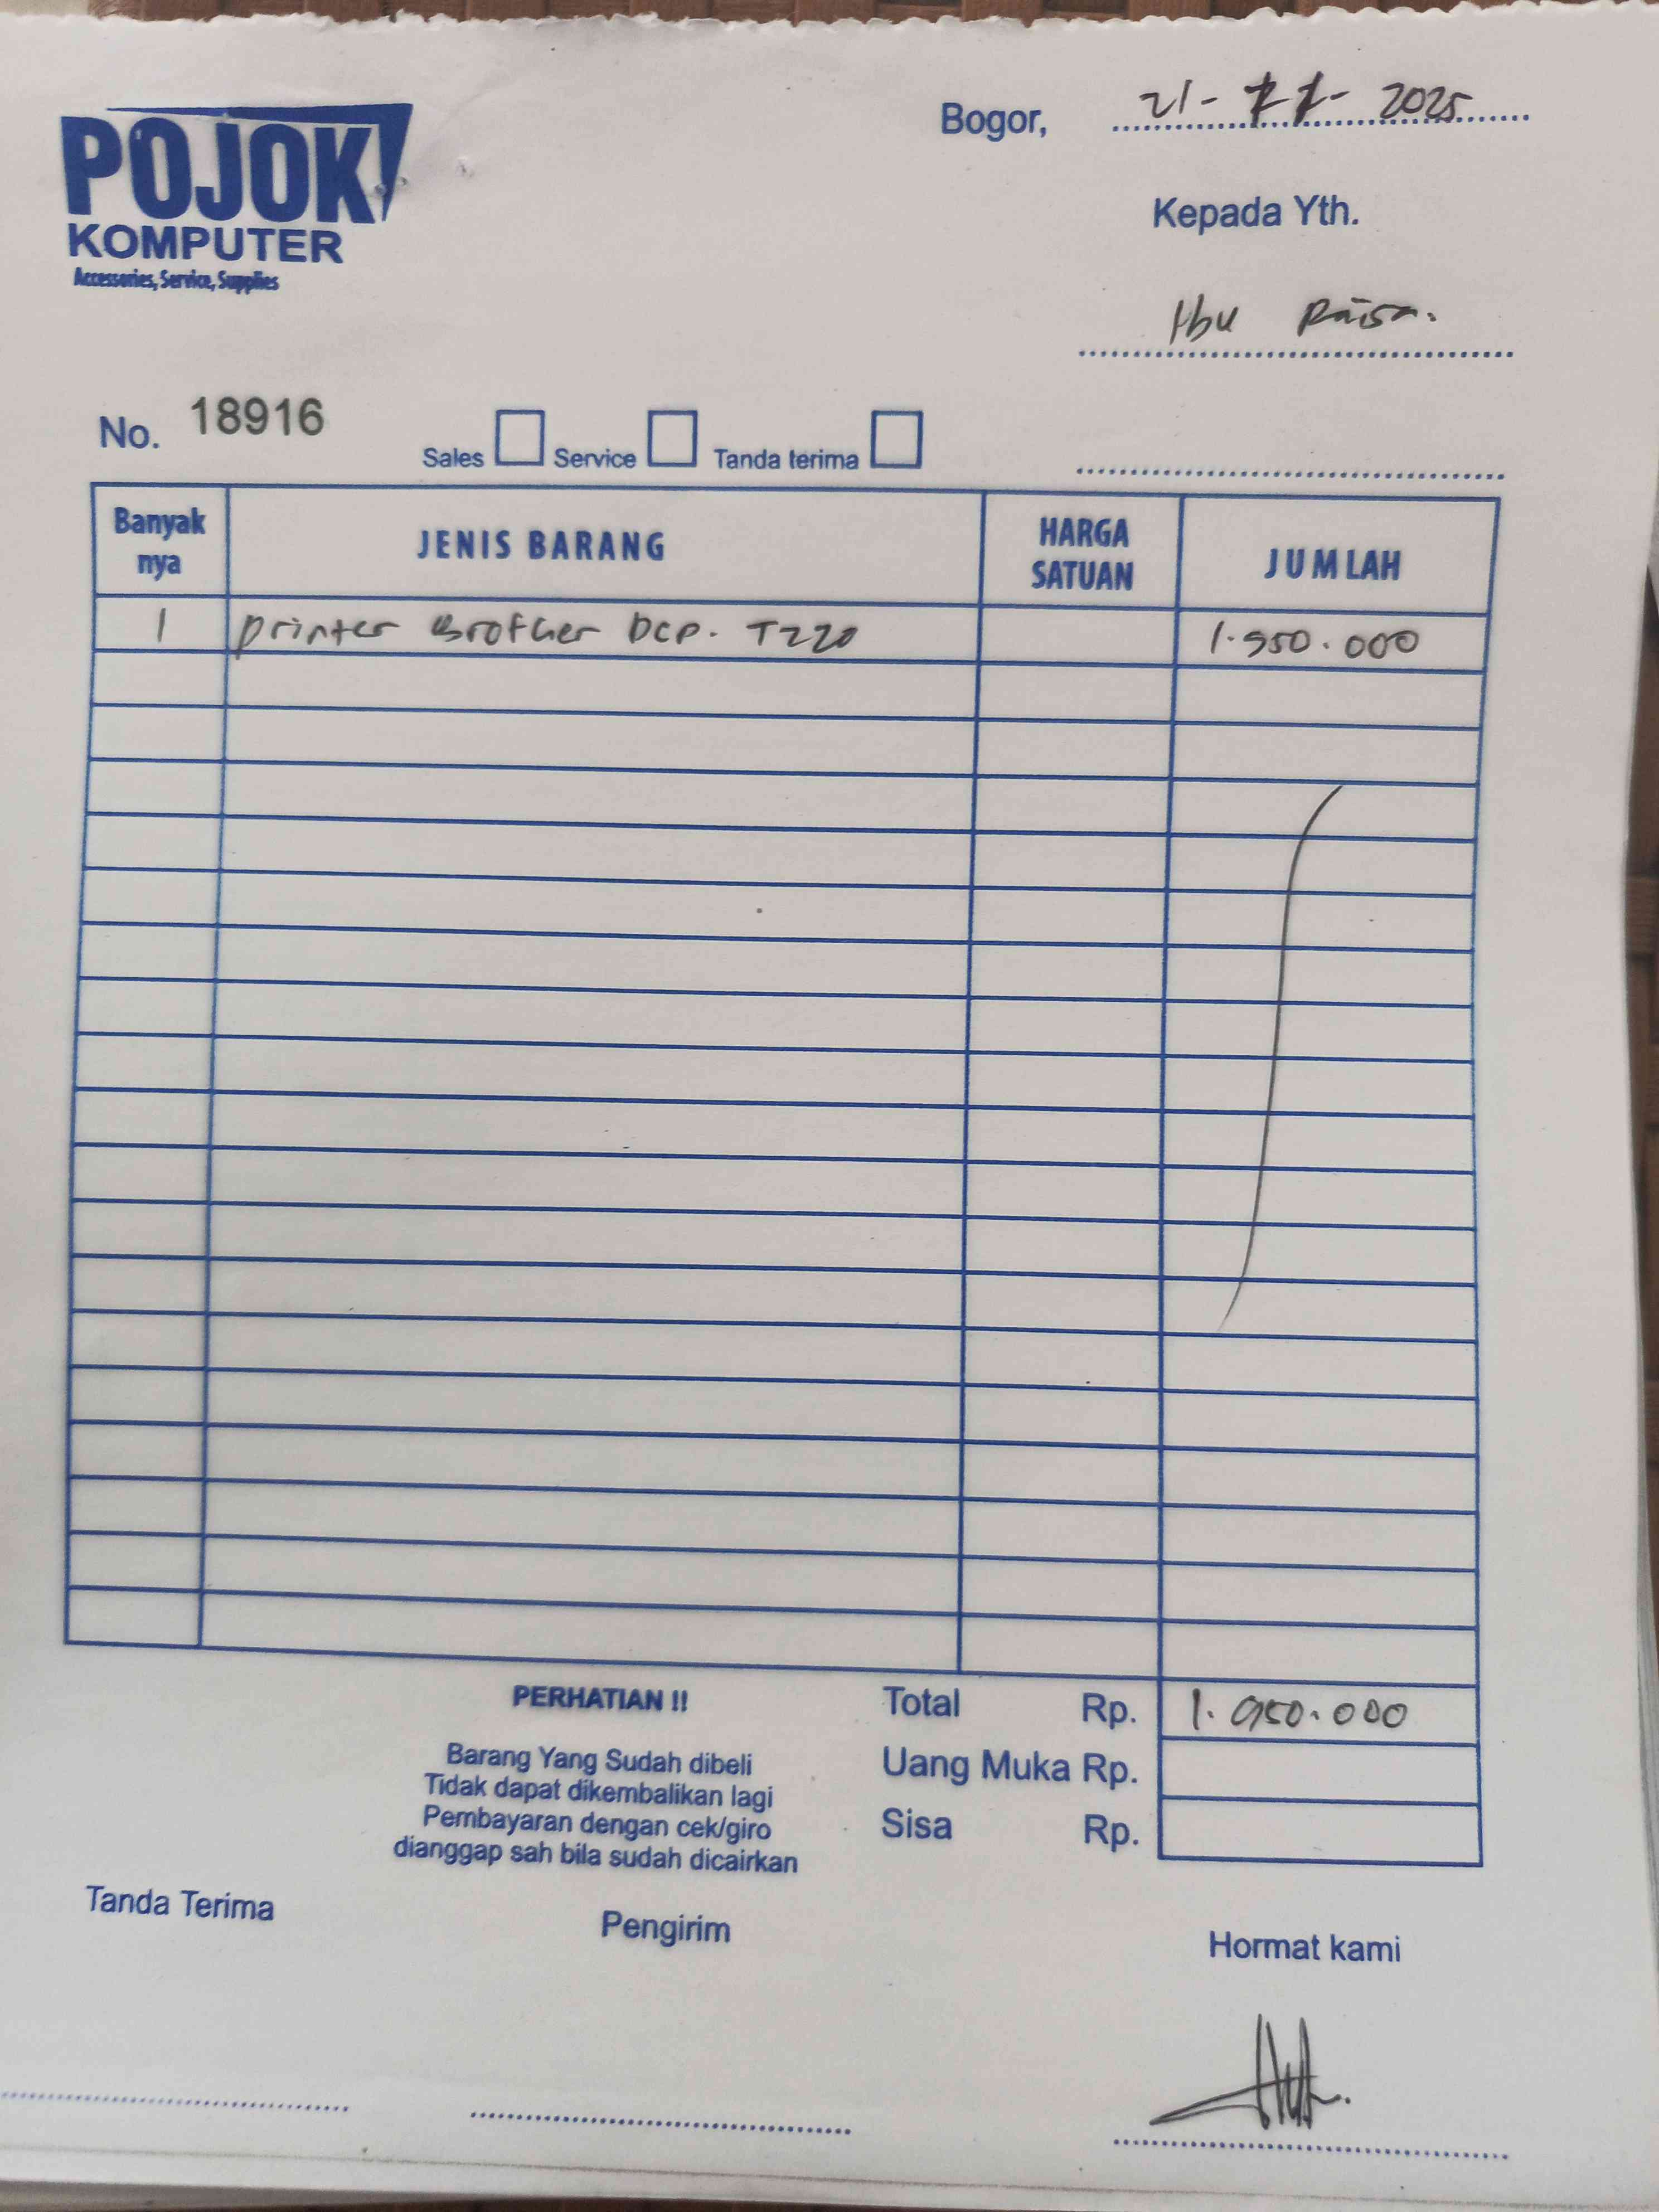 POJOK
KOMPUTER
Accessories, Service, Supplies
Bogor, 21- 11- 2025
Kepada Yth.
Ibu Raisa.
No. 18916
Sales Service Tanda terima
Banyak nya JENIS BARANG HARGA SATUAN JUMLAH
1 printer Brother DCP. T220 1.950.000
PERHATIAN !!
Barang Yang Sudah dibeli
Tidak dapat dikembalikan lagi
Pembayaran dengan cek/giro
dianggap sah bila sudah dicairkan
Total Rp. 1.950.000
Uang Muka Rp.
Sisa Rp.
Tanda Terima
Pengirim
Hormat kami